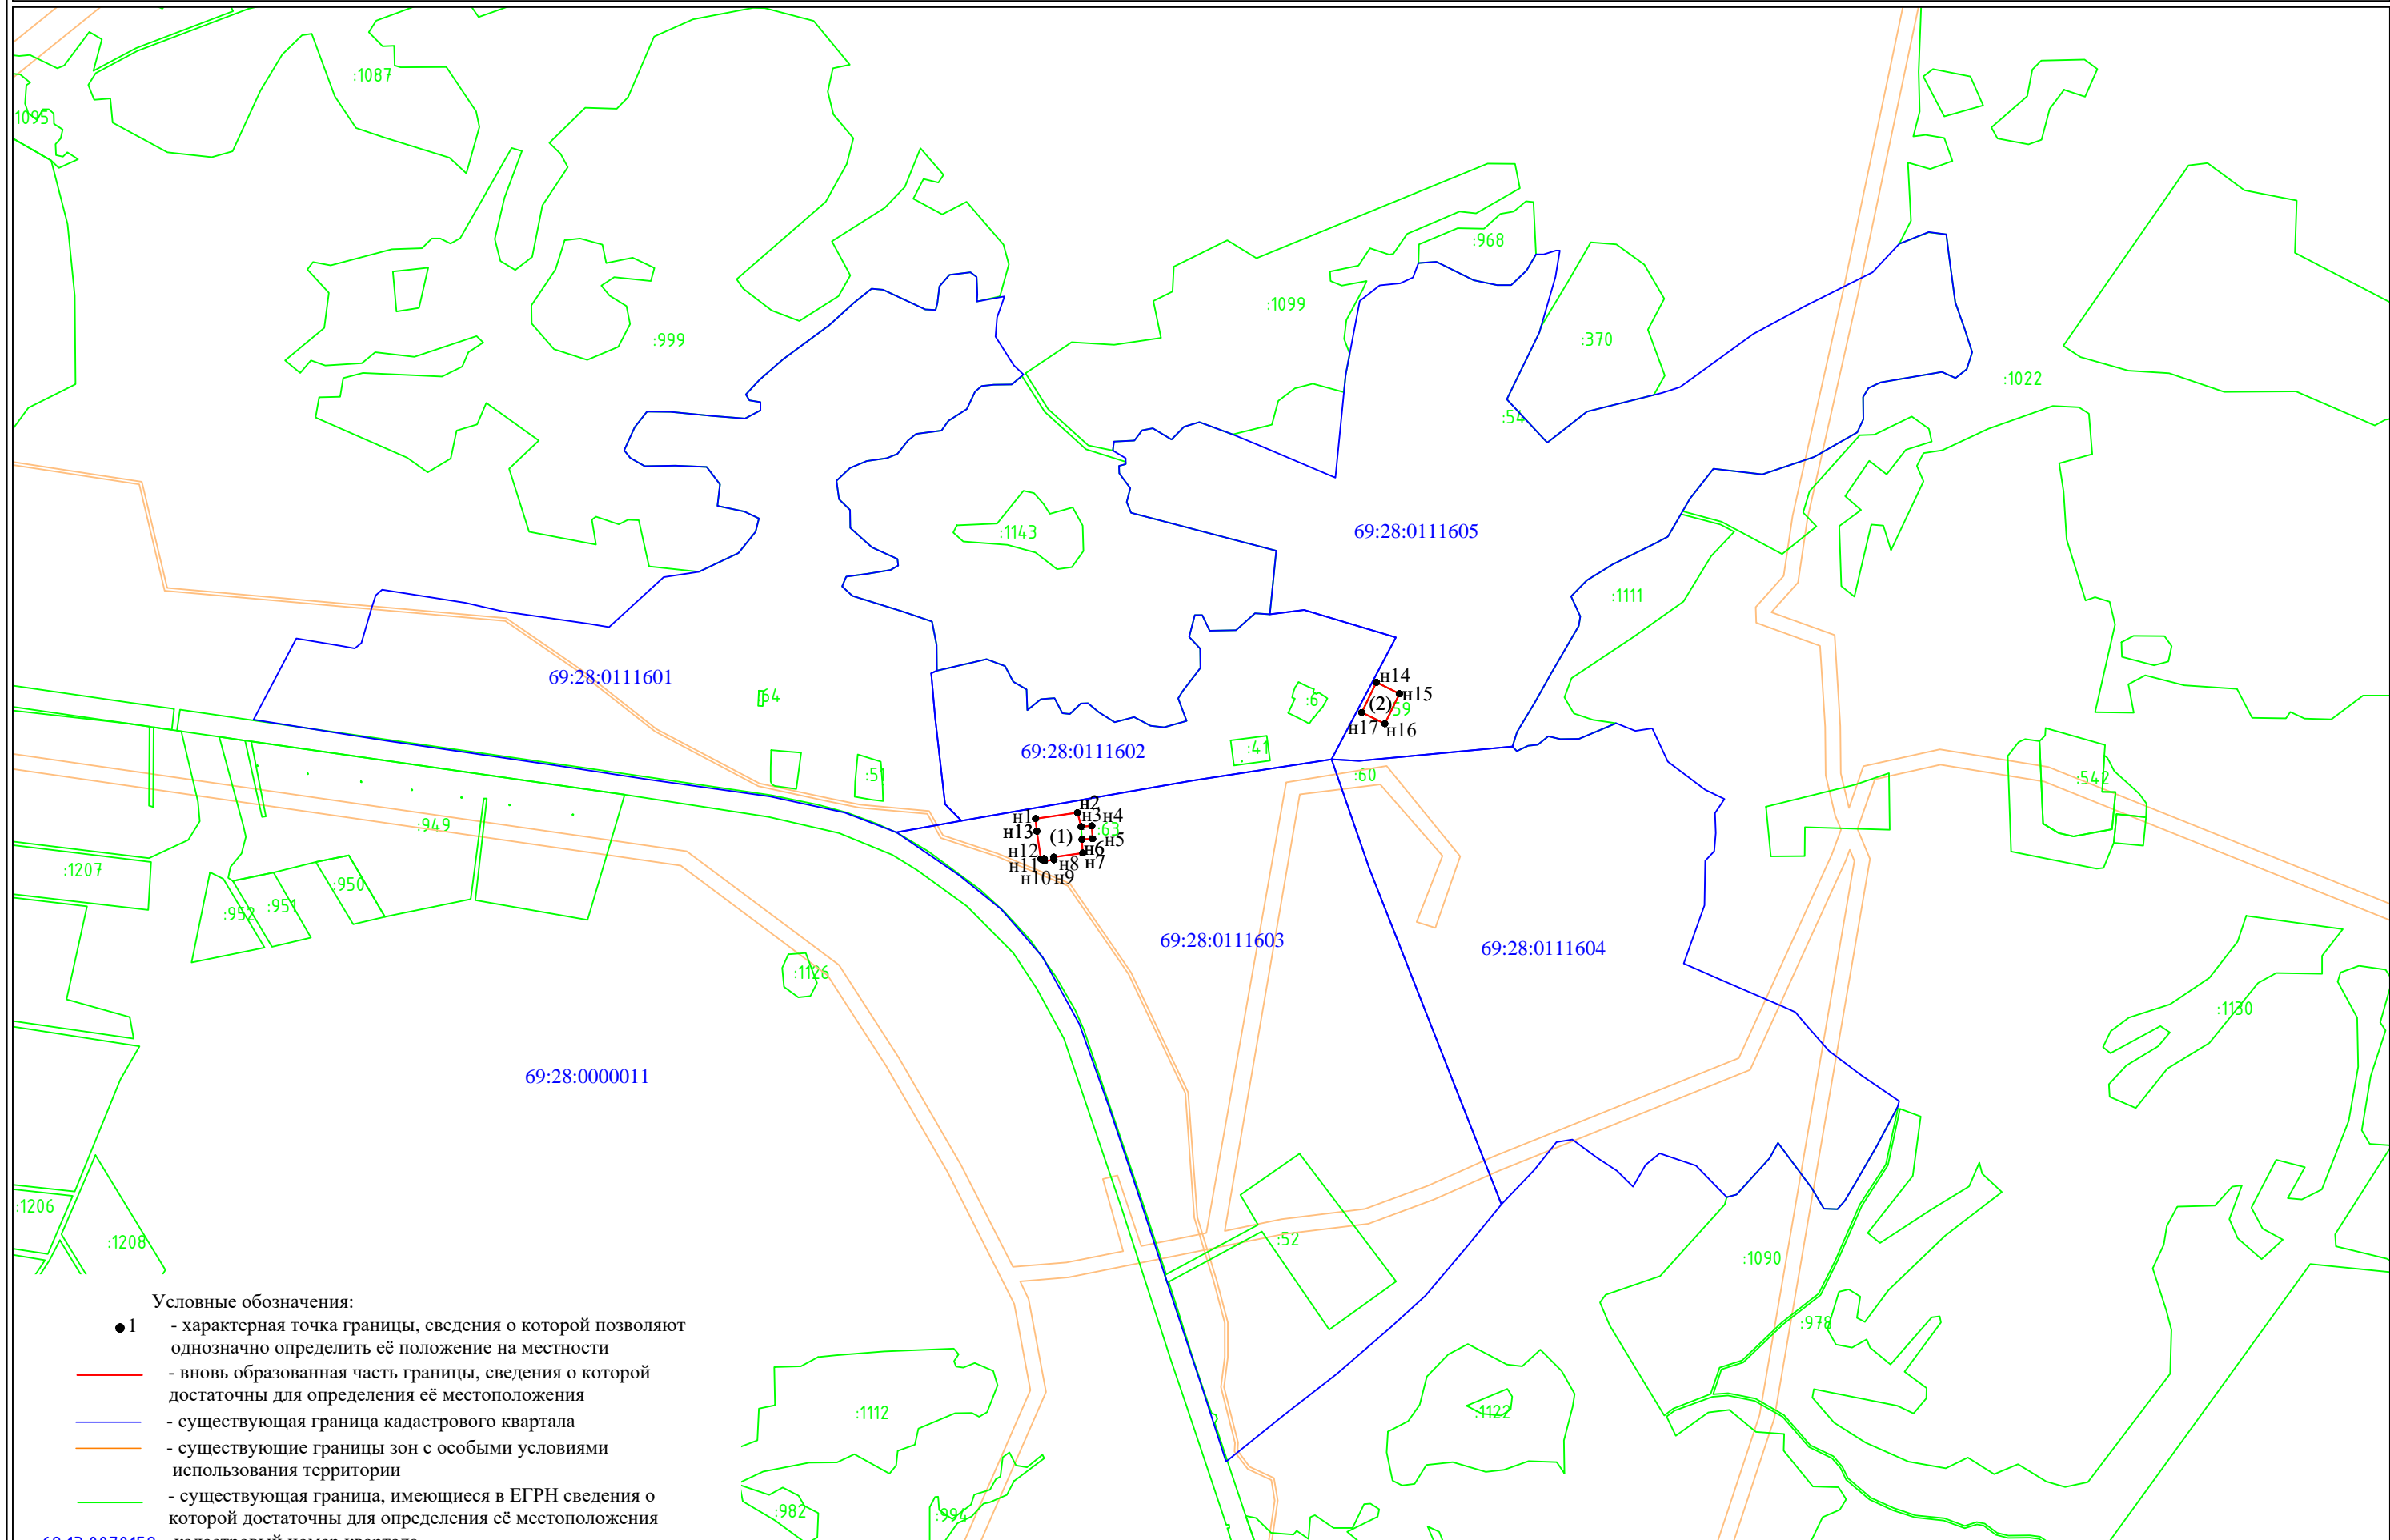 :1087
1095
:968
:1099
:999
:370
:1022
:54
:1143
69:28:0111605
:1111
69:28:0111601
:64
:6
н14
н15
(2)
59
н17
н16
69:28:0111602
:41
:51
:60
:542
н2
н1
н3
н4
н13
(1)
:63
н5
н12
н6
н11
н8
н7
н10
н9
:949
:1207
:950
:951
:952
69:28:0111603
69:28:0111604
:1126
:1130
69:28:0000011
:1206
:1208
:52
:1090
:978
Условные обозначения:
1 - характерная точка границы, сведения о которой позволяют
однозначно определить её положение на местности
- вновь образованная часть границы, сведения о которой
достаточны для определения её местоположения
- существующая граница кадастрового квартала
- существующие границы зон с особыми условиями
использования территории
- существующая граница, имеющиеся в ЕГРН сведения о
которой достаточны для определения её местоположения
:1112
:1122
:982
:994